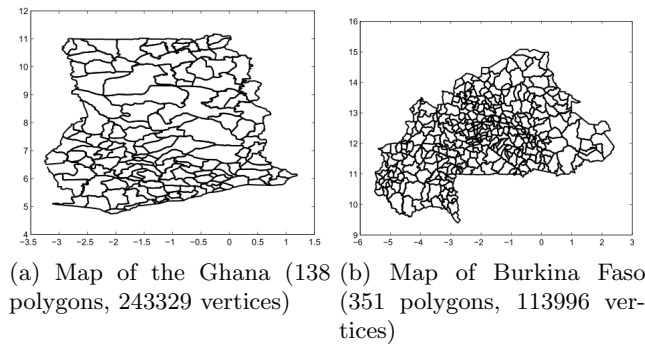 11
10
9
8
7
6
5
4
−3.5 −3 −2.5 −2 −1.5 −1 −0.5 0 0.5 1 1.5
16
15
14
13
12
11
10
9
−6 −5 −4 −3 −2 −1 0 1 2 3
(a) Map of the Ghana (138
polygons, 243329 vertices)
(b) Map of Burkina Faso
(351 polygons, 113996 ver-
tices)